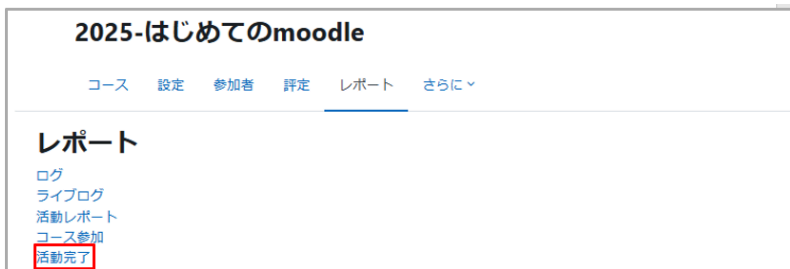 2025-はじめてのmoodle
コース 設定 参加者 評定 レポート さらに
レポート
ログ
ライブログ
活動レポート
コース参加
活動完了